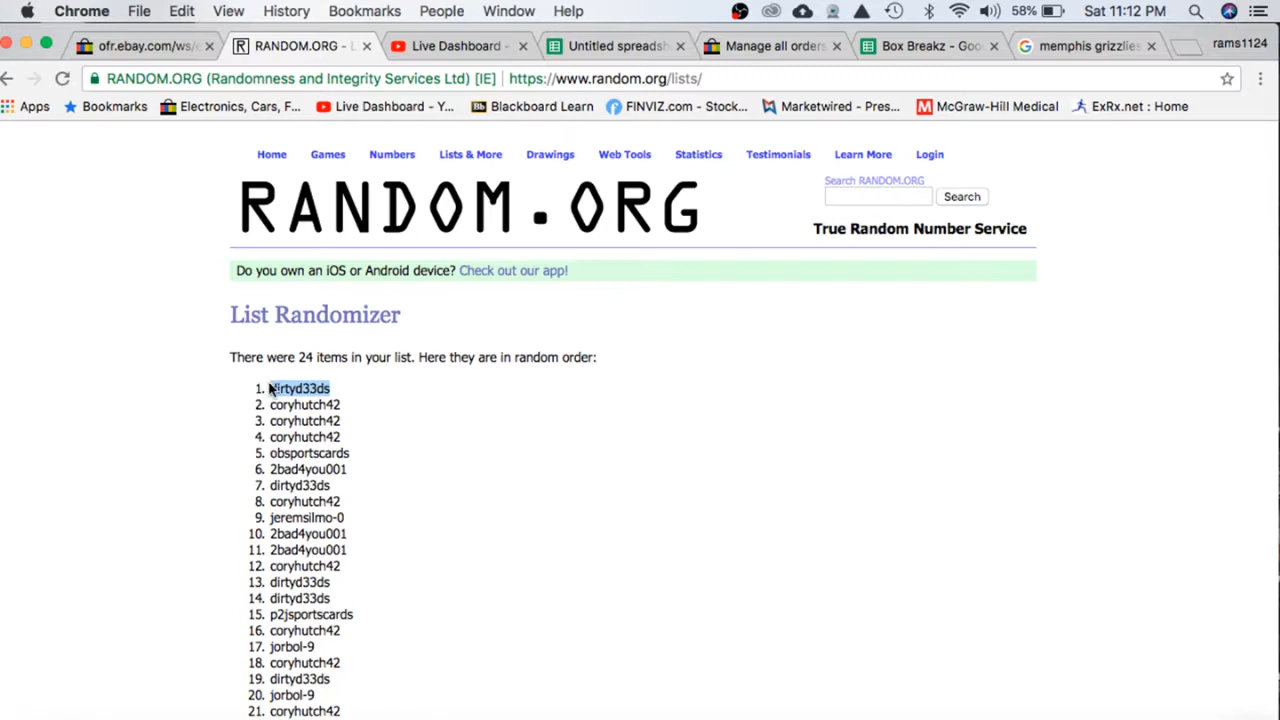 Chrome File Edit View History Bookmarks People Window Help 58% Sat 11:12 PM
ofr.ebay.com/ws/e × RANDOM.ORG - L × Live Dashboard - × Untitled spreadsh × Manage all orders × Box Breakz - Goo × memphis grizzlies × rams1124
RANDOM.ORG (Randomness and Integrity Services Ltd) [IE] https://www.random.org/lists/
Apps Bookmarks Electronics, Cars, F... Live Dashboard - Y... Bb Blackboard Learn FINVIZ.com - Stock... Marketwired - Pres... M McGraw-Hill Medical ExRx.net : Home
Home Games Numbers Lists & More Drawings Web Tools Statistics Testimonials Learn More Login
Search RANDOM.ORG
RANDOM.ORG
Search
True Random Number Service
Do you own an iOS or Android device? Check out our app!
List Randomizer
There were 24 items in your list. Here they are in random order:
1. dirtyd33ds
2. coryhutch42
3. coryhutch42
4. coryhutch42
5. obsportscards
6. 2bad4you001
7. dirtyd33ds
8. coryhutch42
9. jeremsilmo-0
10. 2bad4you001
11. 2bad4you001
12. coryhutch42
13. dirtyd33ds
14. dirtyd33ds
15. p2jsportscards
16. coryhutch42
17. jorbol-9
18. coryhutch42
19. dirtyd33ds
20. jorbol-9
21. coryhutch42